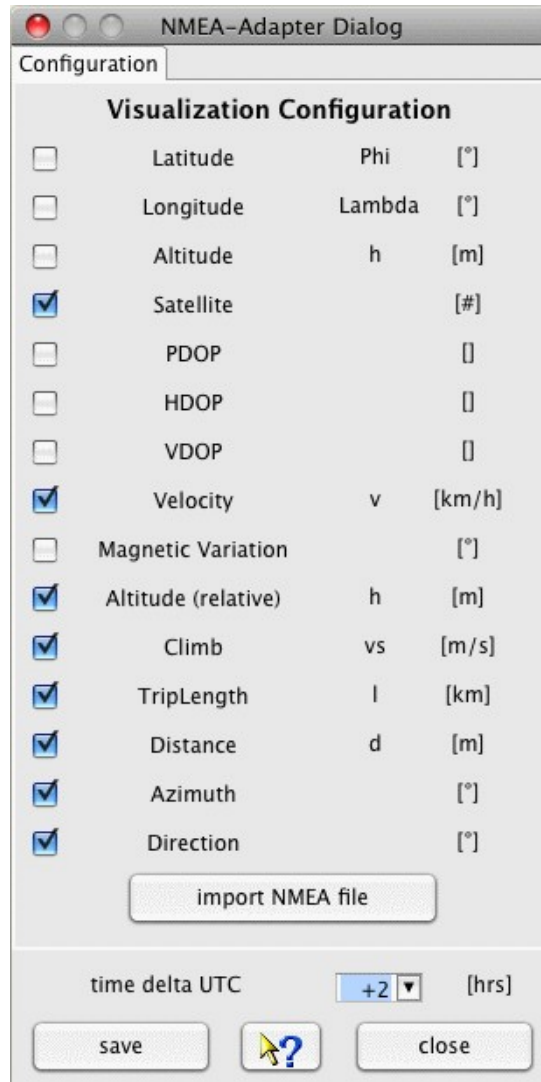 NMEA-Adapter Dialog
Configuration
Visualization Configuration
Latitude Phi [°]
Longitude Lambda [°]
Altitude h [m]
Satellite [#]
PDOP []
HDOP []
VDOP []
Velocity v [km/h]
Magnetic Variation [°]
Altitude (relative) h [m]
Climb vs [m/s]
TripLength l [km]
Distance d [m]
Azimuth [°]
Direction [°]
import NMEA file
time delta UTC +2 [hrs]
save ? close